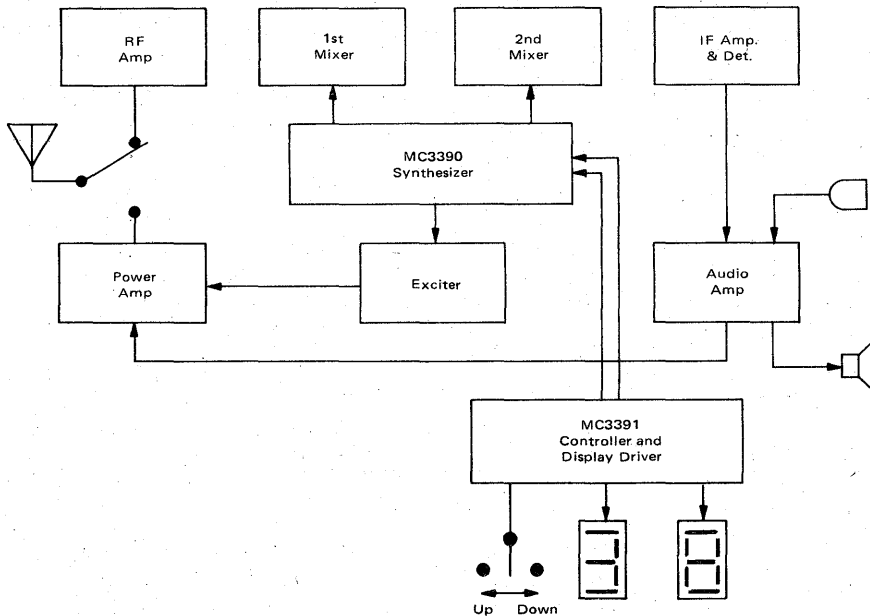 RF
Amp
1st
Mixer
2nd
Mixer
IF Amp.
& Det.
MC3390
Synthesizer
Power
Amp
Exciter
Audio
Amp
MC3391
Controller and
Display Driver
38
Up Down